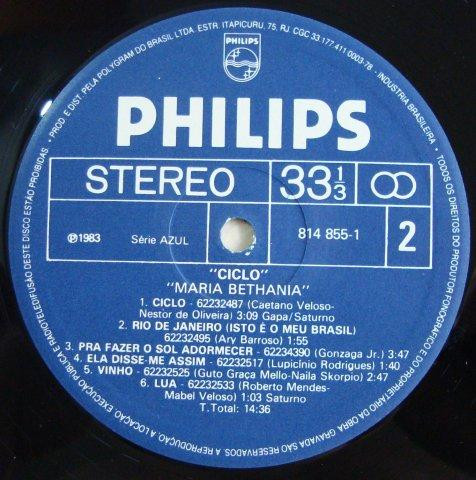 PROD. E DIST. PELA POLYGRAM DO BRASIL LTDA. ESTR. ITAPICURU, 75, RJ. CGC 33.177.411 0003-78 • INDÚSTRIA BRASILEIRA •
TODOS OS DIREITOS DO PRODUTOR FONOGRÁFICO E DO PROPRIETÁRIO DA OBRA GRAVADA SÃO RESERVADOS A REPRODUÇÃO, A LOCAÇÃO, EXECUÇÃO PÚBLICA E RADIOTELEDIFUSÃO DESTE DISCO ESTÃO PROIBIDAS. •
PHILIPS
PHILIPS
STEREO
33 1/3
℗1983
Série AZUL
814 855-1
2
"CICLO"
"MARIA BETHANIA"
1. CICLO - 62232487 (Caetano Veloso-
Nestor de Oliveira) 3:09 Gapa/Saturno
2. RIO DE JANEIRO (ISTO É O MEU BRASIL)
62232495 (Ary Barroso) 1:55
3. PRA FAZER O SOL ADORMECER - 62234390 (Gonzaga Jr.) 3:47
4. ELA DISSE-ME ASSIM - 62232517 (Lupicínio Rodrigues) 1:40
5. VINHO - 62232525 (Guto Graça Mello-Naila Skorpio) 2:47
6. LUA - 62232533 (Roberto Mendes-
Mabel Veloso) 1:03 Saturno
T.Total: 14:36